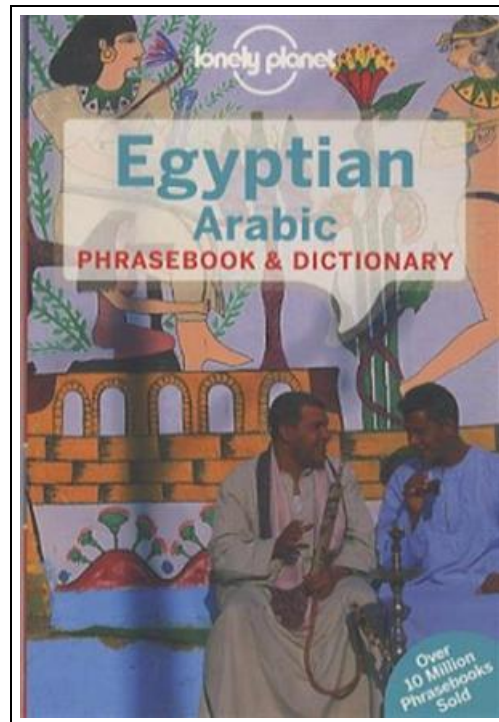 lonely planet
Egyptian
Arabic
PHRASEBOOK & DICTIONARY
Over
10 Million
Phrasebooks
Sold